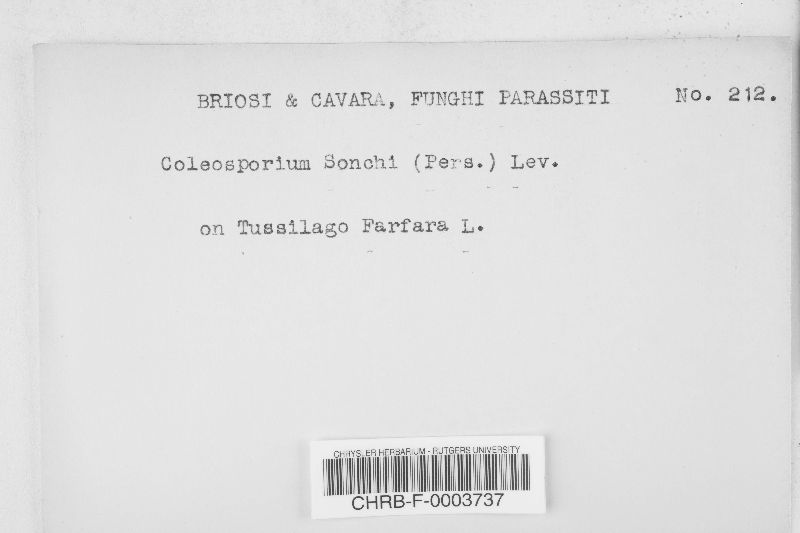 BRIOSI & CAVARA, FUNGHI PARASSITI No. 212.
Coleosporium Sonchi (Pers.) Lev.
on Tussilago Farfara L.
CHRYSLER HERBARIUM - RUTGERS UNIVERSITY
CHRB-F-0003737